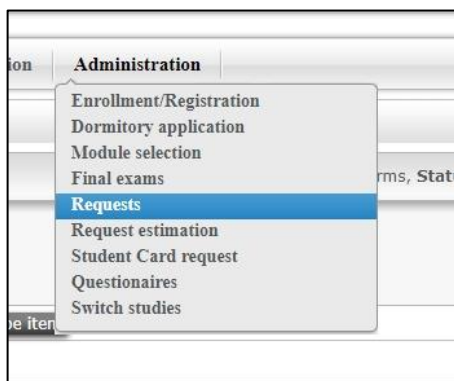 ion Administration
Enrollment/Registration
Dormitory application
Module selection
Final exams
rms, Stat
Requests
Request estimation
Student Card request
Questionaires
Switch studies
pe item